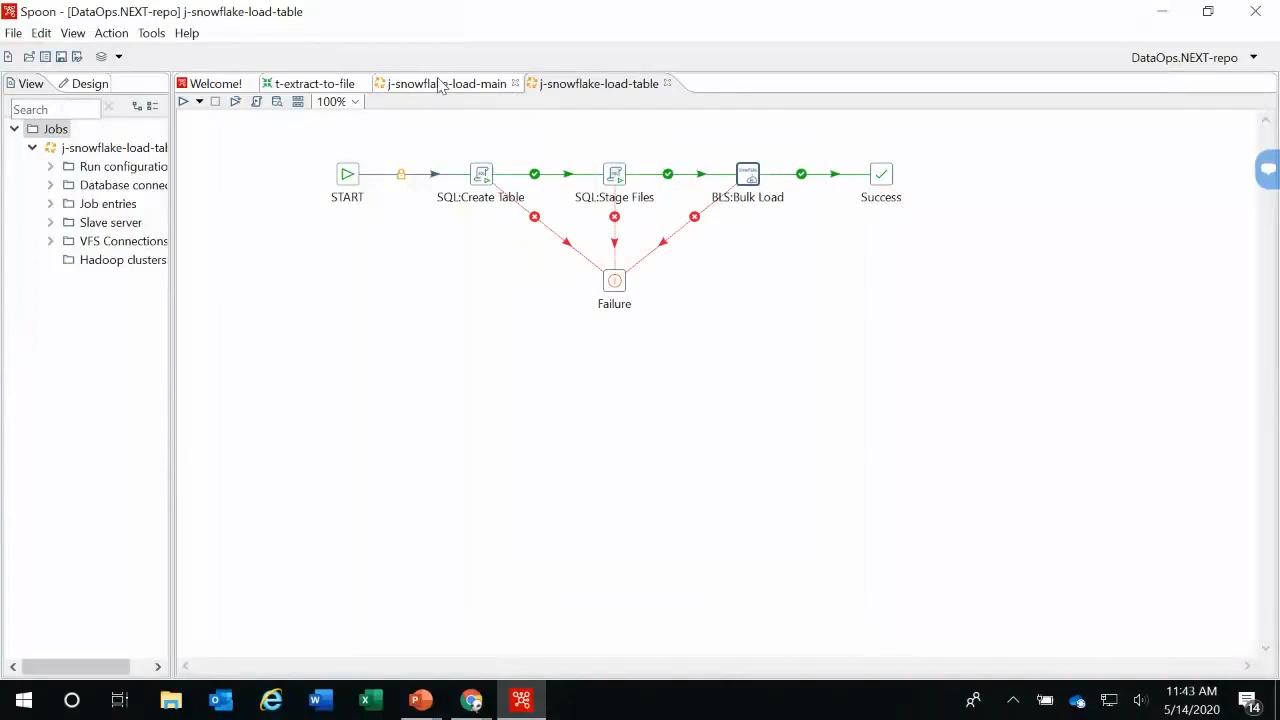 Spoon - [DataOps.NEXT-repo] j-snowflake-load-table
File Edit View Action Tools Help
DataOps.NEXT-repo
View Design
Welcome! t-extract-to-file j-snowflake-load-main j-snowflake-load-table
Search
100%
Jobs
j-snowflake-load-tal
Run configuratio
Database connec
Job entries
Slave server
VFS Connections
Hadoop clusters
START SQL:Create Table SQL:Stage Files BLS:Bulk Load Success
Failure
11:43 AM
5/14/2020
14